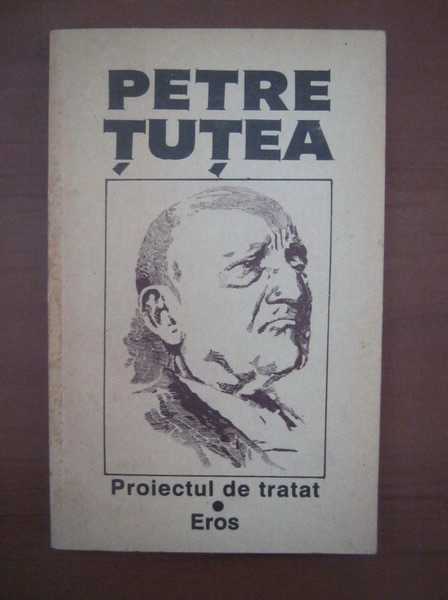 PETRE
ȚUȚEA
Proiectul de tratat
•
Eros